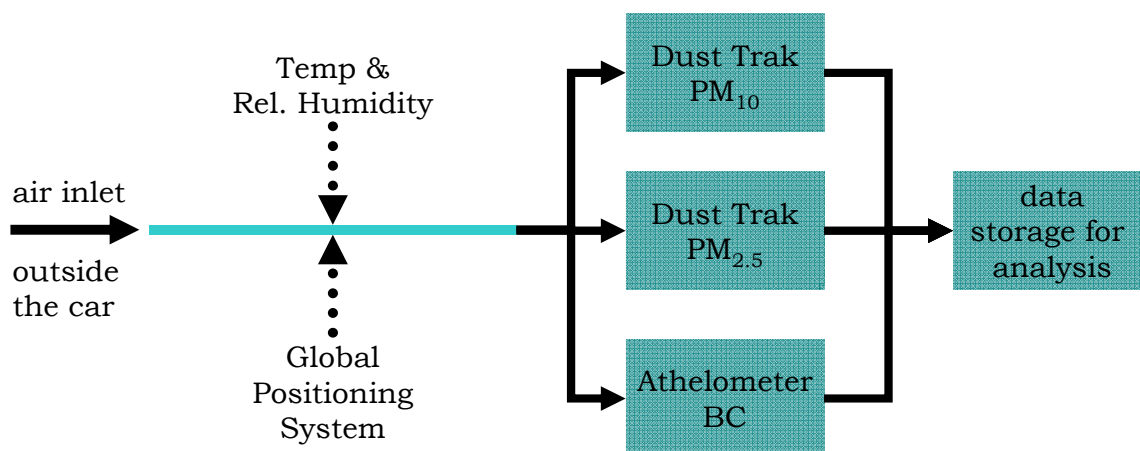 air inlet
outside
the car
Temp &
Rel. Humidity
Global
Positioning
System
Dust Trak
PM10
Dust Trak
PM2.5
Athelometer
BC
data
storage for
analysis